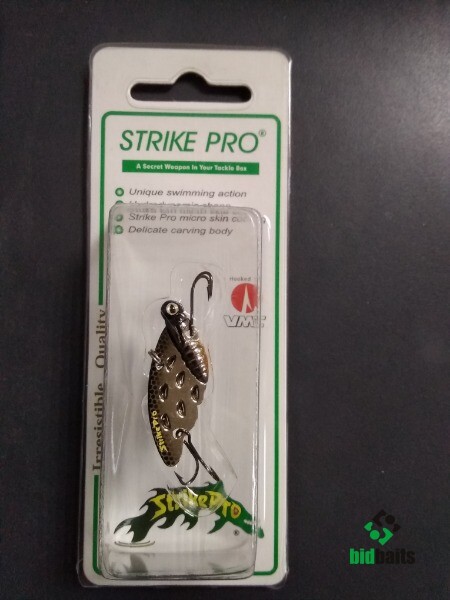 STRIKE PRO®
A Secret Weapon In Your Tackle Box
Unique swimming action
Strike Pro micro skin
Delicate carving body
Hooked
VMC
Irresistible Quality
StrikePro
StrikePro
®
bidbaits